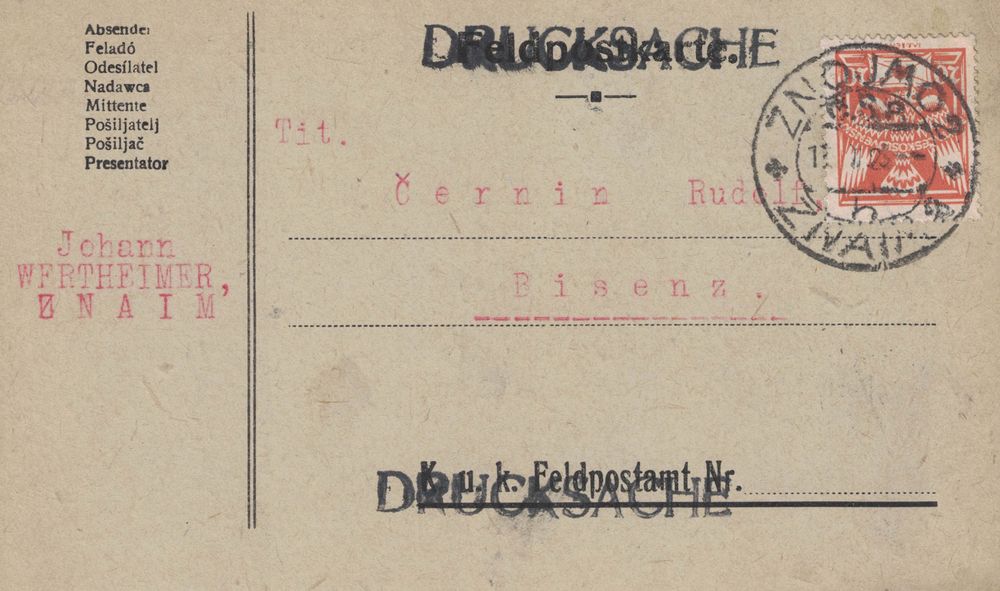 Absender
Feladó
Odesílatel
Nadawca
Mittente
Pošiljatelj
Pošiljač
Presentator
Johann
WERTHEIMER,
ZNAIM
Feldpostkarte.
DRUCKSACHE
Tit.
Černin Rudolf,
Bisenz.
K. u. k. Feldpostamt Nr.
DRUCKSACHE
ZNOJMO 2
ZNAIM